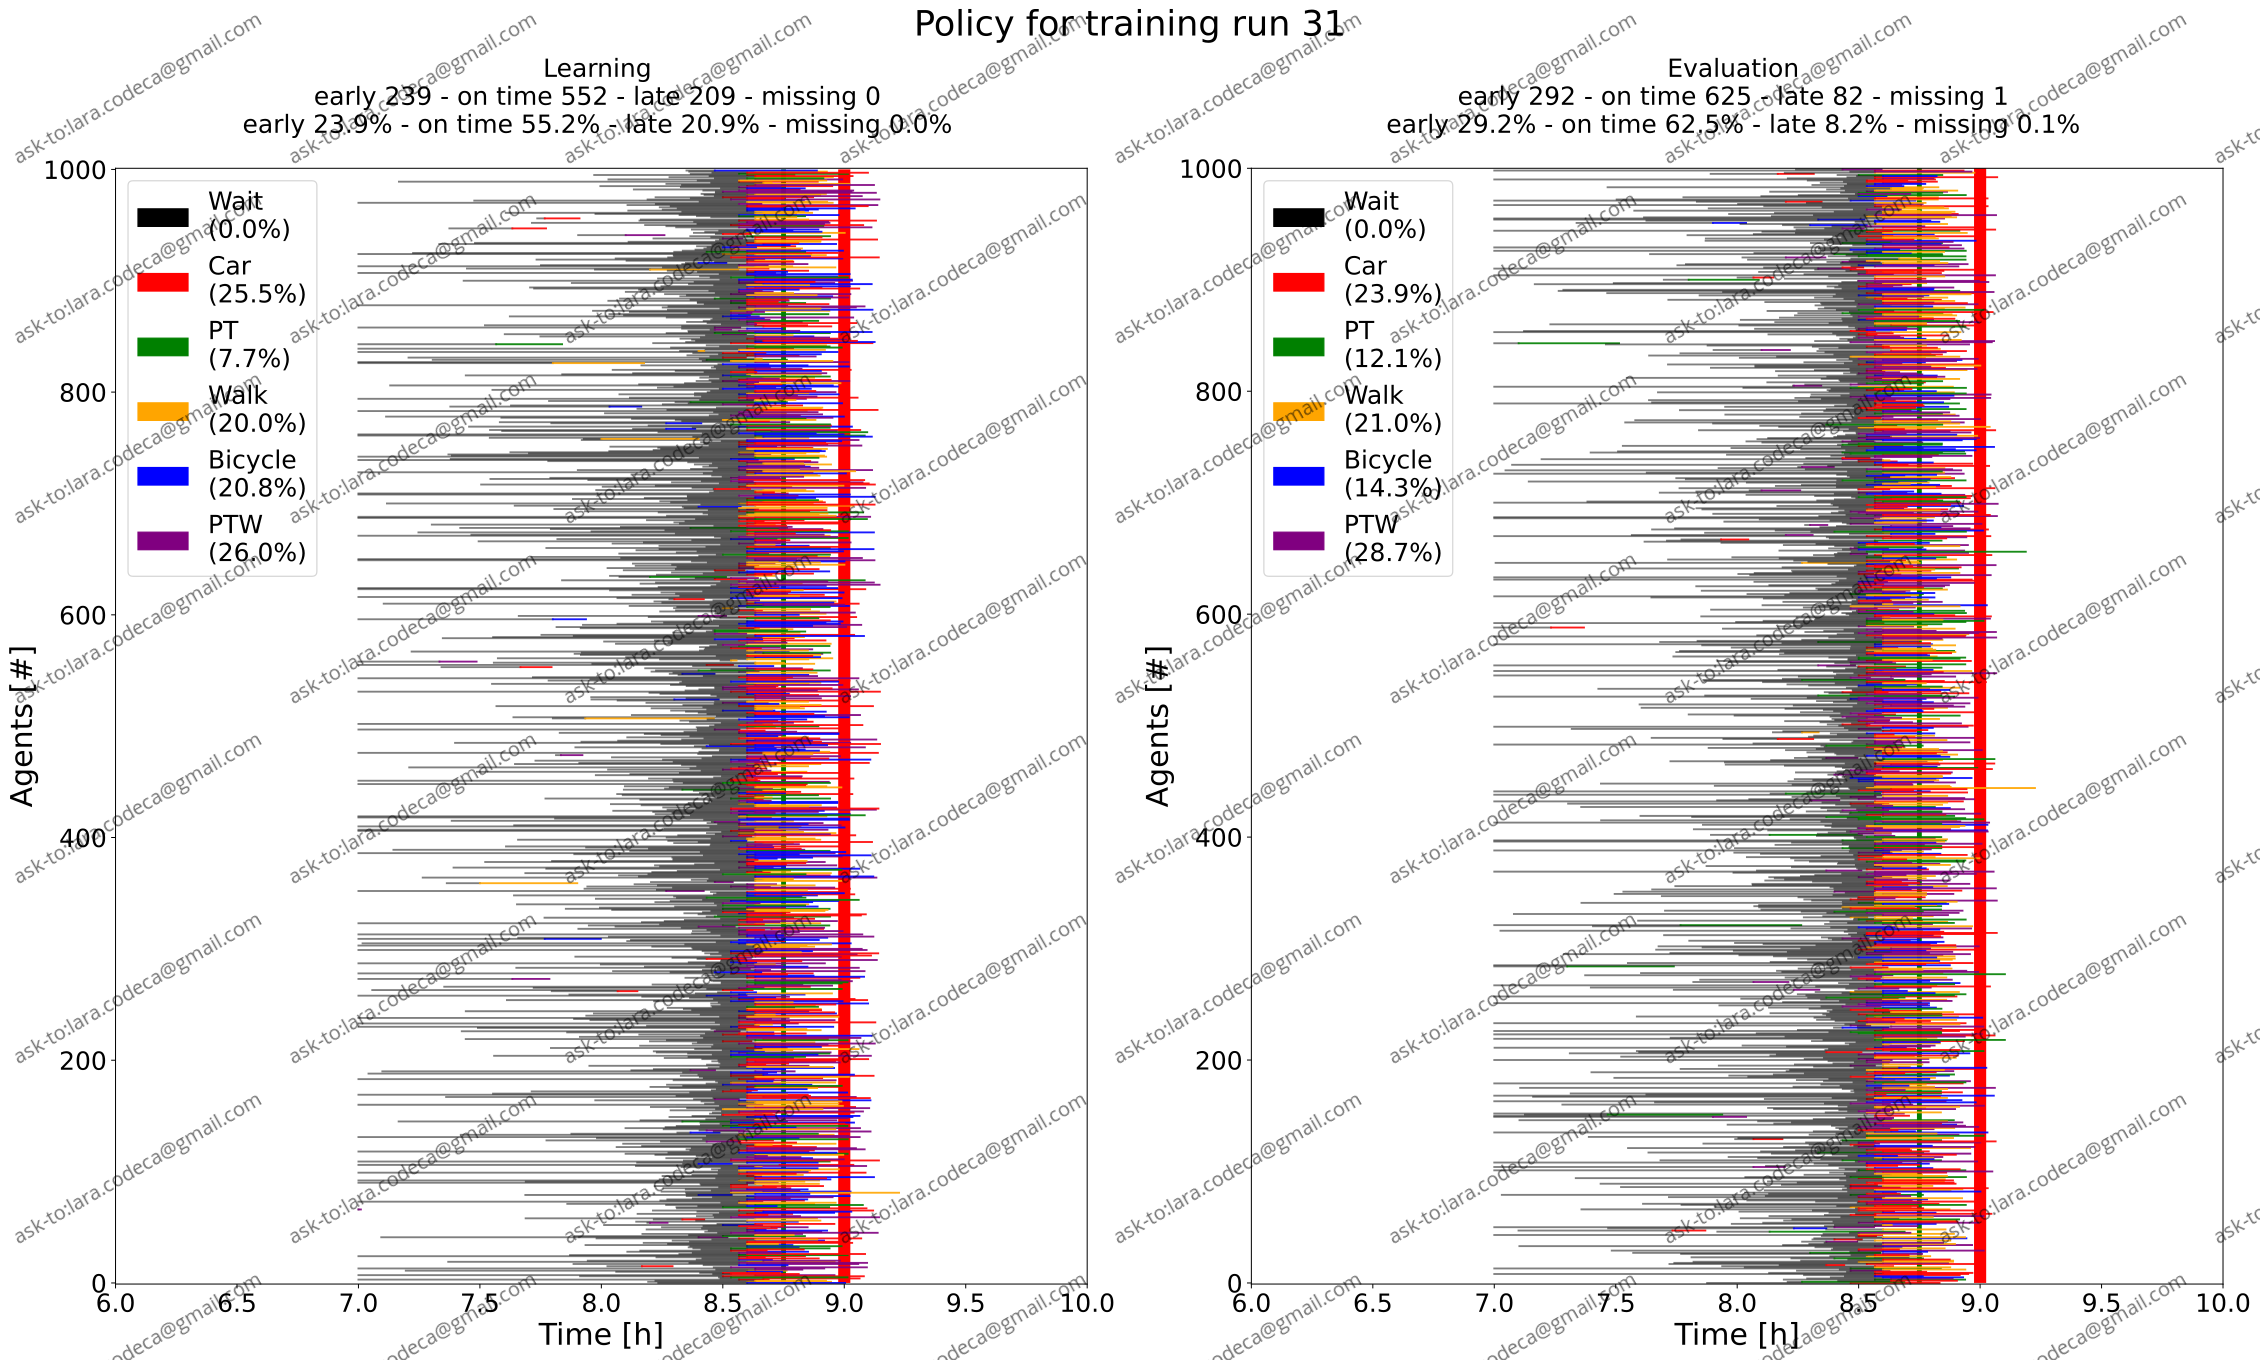 Policy for training run 31
Learning
early 239 - on time 552 - late 209 - missing 0
early 23.9% - on time 55.2% - late 20.9% - missing 0.0%
1000
800
600
400
200
0
Agents [#]
Wait
(0.0%)
Car
(25.5%)
PT
(7.7%)
Walk
(20.0%)
Bicycle
(20.8%)
PTW
(26.0%)
6.0 6.5 7.0 7.5 8.0 8.5 9.0 9.5 10.0
Time [h]
Evaluation
early 292 - on time 625 - late 82 - missing 1
early 29.2% - on time 62.5% - late 8.2% - missing 0.1%
1000
800
600
400
200
0
Agents [#]
Wait
(0.0%)
Car
(23.9%)
PT
(12.1%)
Walk
(21.0%)
Bicycle
(14.3%)
PTW
(28.7%)
6.0 6.5 7.0 7.5 8.0 8.5 9.0 9.5 10.0
Time [h]
ask-to:lara.codeca@gmail.com